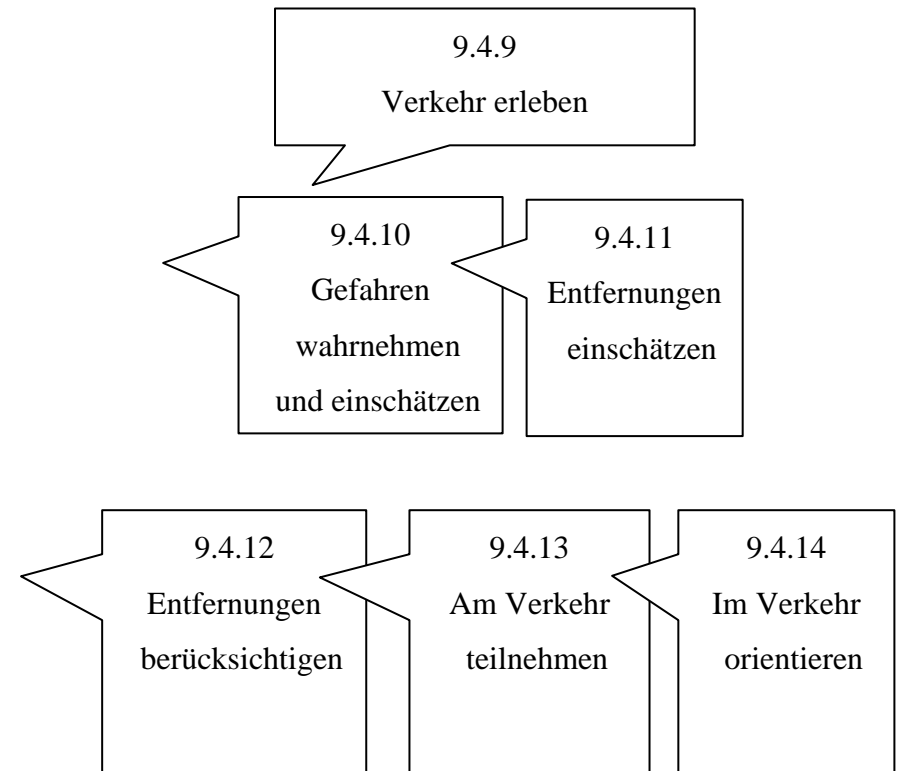 9.4.9
Verkehr erleben
9.4.10
Gefahren
wahrnehmen
und einschätzen
9.4.11
Entfernungen
einschätzen
9.4.12
Entfernungen
berücksichtigen
9.4.13
Am Verkehr
teilnehmen
9.4.14
Im Verkehr
orientieren